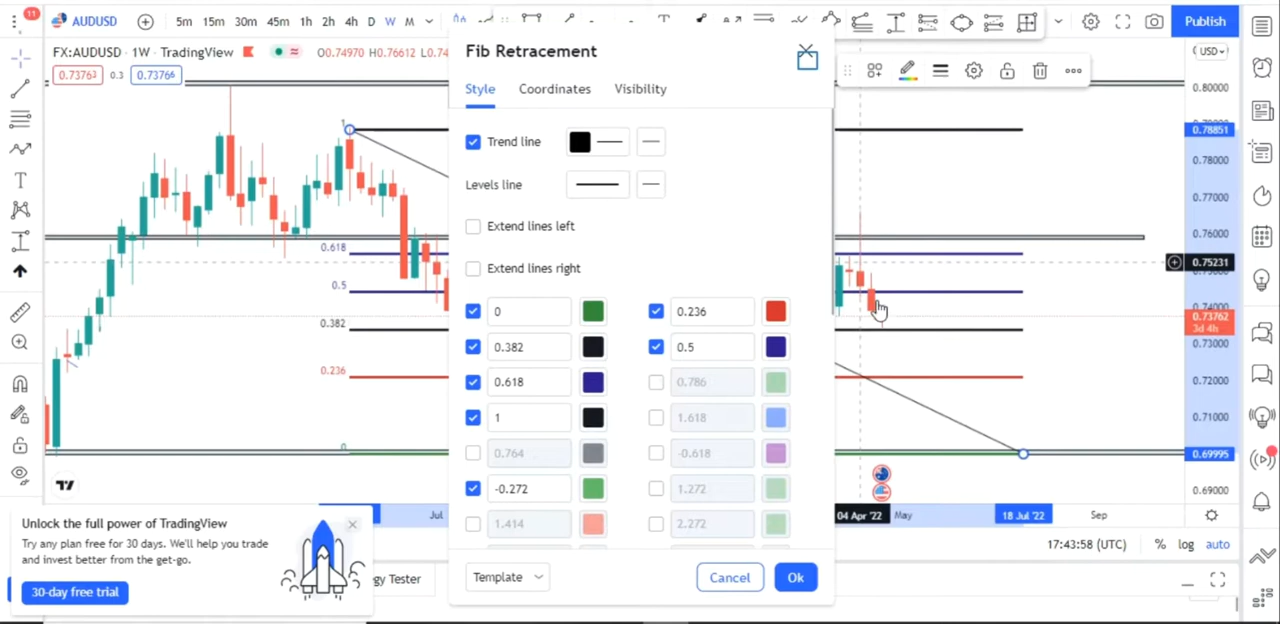 11
AUDUSD
5m 15m 30m 45m 1h 2h 4h D W M
Publish
FX:AUDUSD · 1W · TradingView
O0.74970 H0.76612 L0.74
USD
0.73763
0.3
0.73766
Fib Retracement
Style
Coordinates
Visibility
Trend line
Levels line
Extend lines left
Extend lines right
0
0.236
0.382
0.5
0.618
0.786
1
1.618
0.764
-0.618
-0.272
1.272
1.414
2.272
Template
Cancel
Ok
1
0.618
0.5
0.382
0.236
0
0.80000
0.78851
0.78000
0.77000
0.76000
0.75231
0.74000
0.73762
3d 4h
0.73000
0.72000
0.71000
0.69995
0.69000
Jul
04 Apr '22
May
18 Jul '22
Sep
17:43:58 (UTC)
%
log
auto
Unlock the full power of TradingView
Try any plan free for 30 days. We'll help you trade
and invest better from the get-go.
30-day free trial
egy Tester